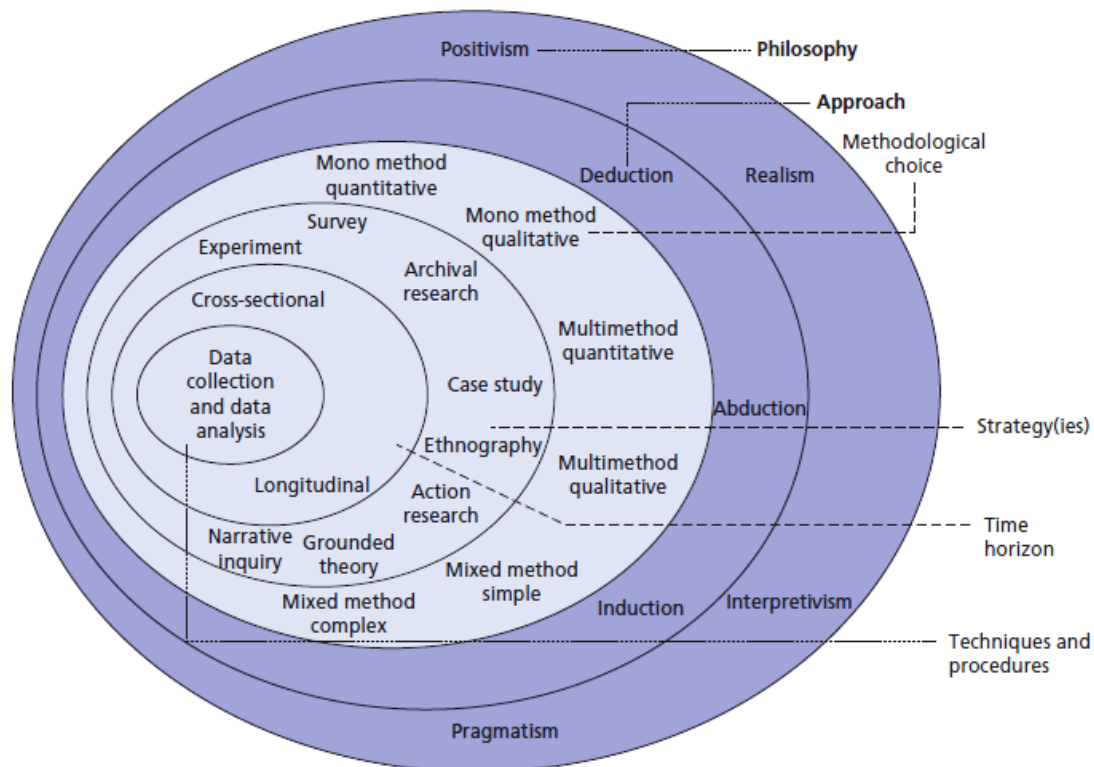 Positivism
Philosophy
Approach
Methodological
choice
Mono method
quantitative
Deduction
Realism
Survey
Mono method
qualitative
Experiment
Archival
research
Cross-sectional
Multimethod
quantitative
Data
collection
and data
analysis
Case study
Abduction
Strategy(ies)
Ethnography
Multimethod
qualitative
Longitudinal
Action
research
Time
horizon
Narrative
inquiry
Grounded
theory
Mixed method
simple
Mixed method
complex
Induction
Interpretivism
Techniques and
procedures
Pragmatism